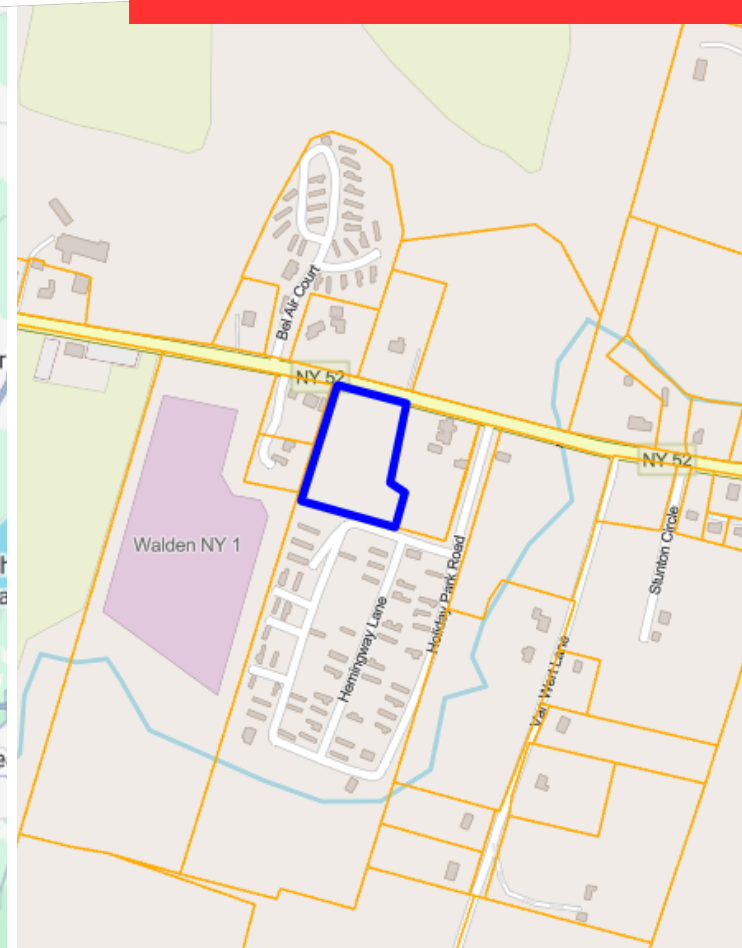 Bel Air Court
NY 52
NY 52
Walden NY 1
Stunton Circle
Holiday Park Road
Hemingway Lane
Van Wert Lane